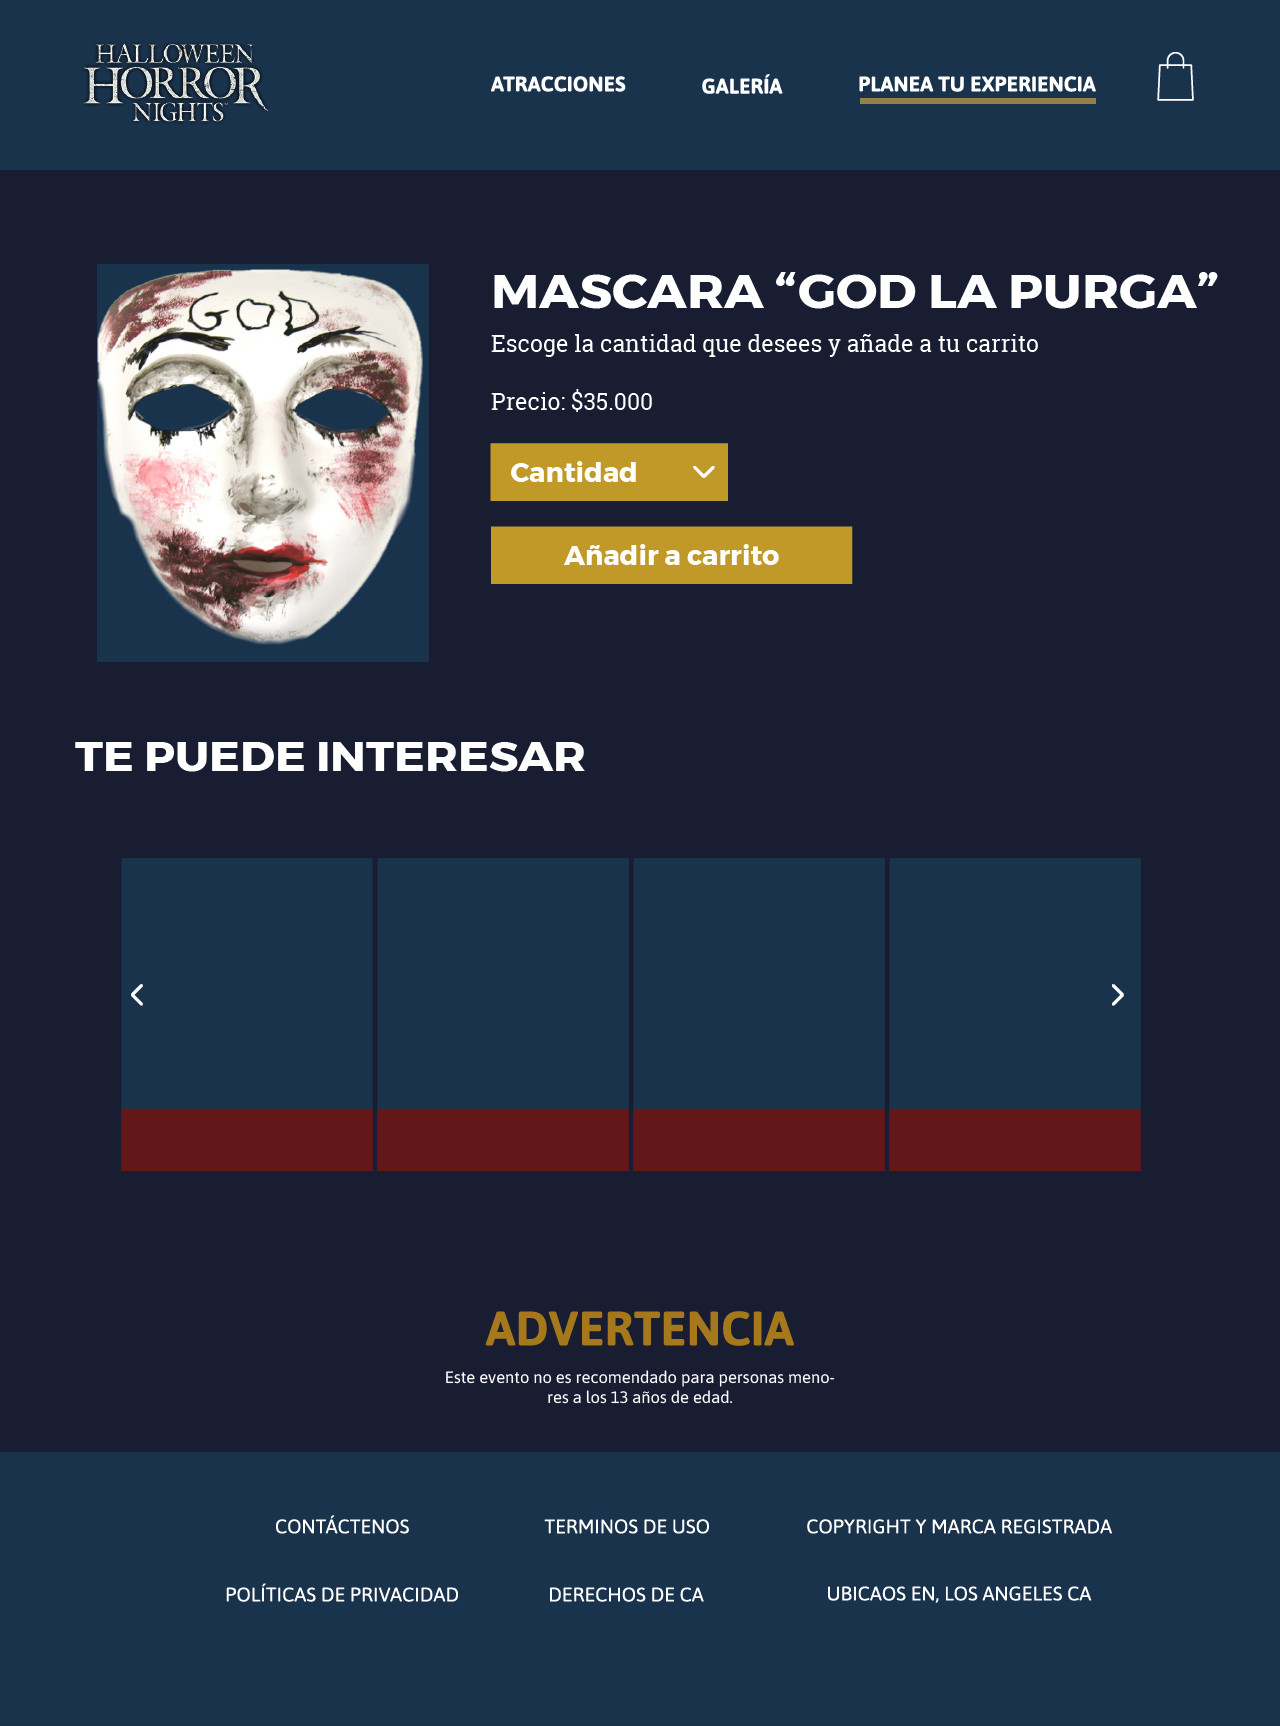 HALLOWEEN
HORROR
NIGHTS
ATRACCIONES
GALERÍA
PLANEA TU EXPERIENCIA
GOD
MASCARA “GOD LA PURGA”
Escoge la cantidad que desees y añade a tu carrito
Precio: $35.000
Cantidad
Añadir a carrito
TE PUEDE INTERESAR
ADVERTENCIA
Este evento no es recomendado para personas meno-
res a los 13 años de edad.
CONTÁCTENOS
TERMINOS DE USO
COPYRIGHT Y MARCA REGISTRADA
POLÍTICAS DE PRIVACIDAD
DERECHOS DE CA
UBICAOS EN, LOS ANGELES CA